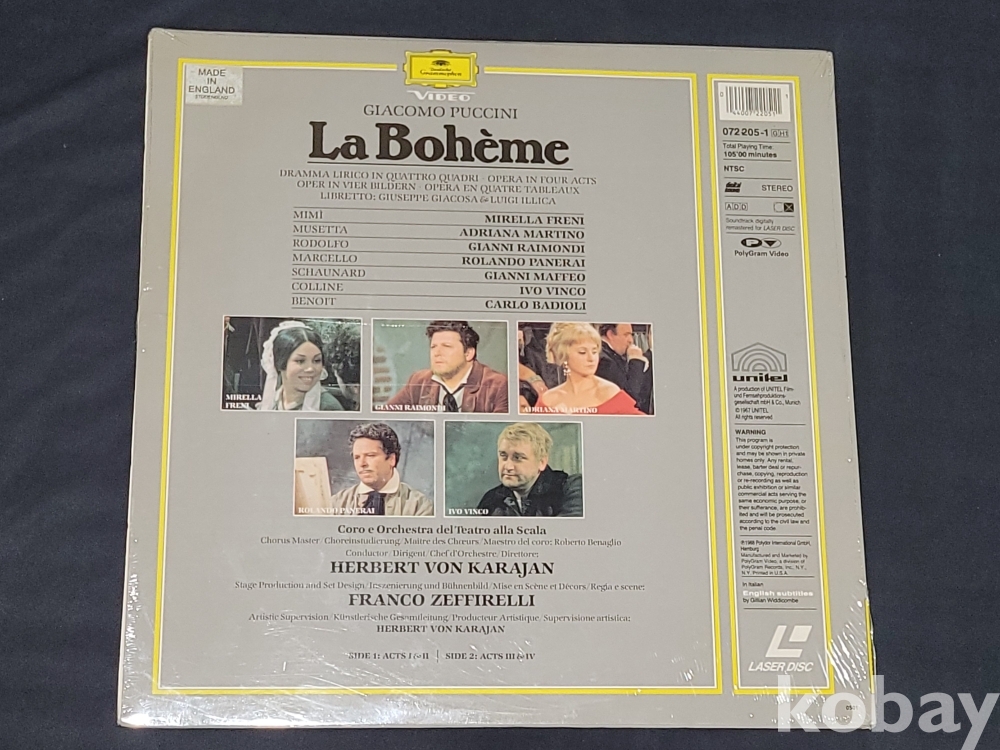 MADE
IN
ENGLAND
Deutsche
Grammophon
VIDEO
GIACOMO PUCCINI
La Bohème
DRAMMA LIRICO IN QUATTRO QUADRI · OPERA IN FOUR ACTS
OPER IN VIER BILDERN · OPÉRA EN QUATRE TABLEAUX
LIBRETTO: GIUSEPPE GIACOSA & LUIGI ILLICA
MIMÌ MIRELLA FRENI
MUSETTA ADRIANA MARTINO
RODOLFO GIANNI RAIMONDI
MARCELLO ROLANDO PANERAI
SCHAUNARD GIANNI MAFFEO
COLLINE IVO VINCO
BENOIT CARLO BADIOLI
MIRELLA
FRENI
GIANNI RAIMONDI
ADRIANA MARTINO
ROLANDO PANERAI
IVO VINCO
Coro e Orchestra del Teatro alla Scala
Chorus Master/Choreinstudierung/Maître des Chœurs/Maestro del coro: Roberto Benaglio
Conductor/Dirigent/Chef d'Orchestre/Direttore:
HERBERT VON KARAJAN
Stage Production and Set Design/Inszenierung und Bühnenbild/Mise en Scène et Décors/Regia e scene:
FRANCO ZEFFIRELLI
Artistic Supervision/Künstlerische Gesamtleitung/Producteur Artistique/Supervisione artistica:
HERBERT VON KARAJAN
SIDE 1: ACTS I & II | SIDE 2: ACTS III & IV
0 44007 22051 1
072 205-1 GH1
Total Playing Time:
105'00 minutes
NTSC
STEREO
ADD
CX
Soundtrack digitally
remastered for LASER DISC
PolyGram Video
unitel
A production of UNITEL Film-
und Fernsehproduktions-
gesellschaft mbH & Co., Munich
© 1967 UNITEL
All rights reserved
WARNING
This program is
under copyright protection
and may be shown in private
homes only. Any rental,
lease, barter deal or repur-
chase, copying, reproduction
or re-recording as well as
public exhibition or similar
commercial acts serving the
same economic purpose, or
their sufferance, are prohib-
ited and will be prosecuted
according to the civil law and
the penal code.
℗ 1988 Polydor International GmbH,
Hamburg
Manufactured and Marketed by
PolyGram Video, a division of
PolyGram Records, Inc., N.Y.,
N.Y. Printed in U.S.A.
In Italian
English subtitles
by Gillian Widdicombe
LASER DISC
kobay